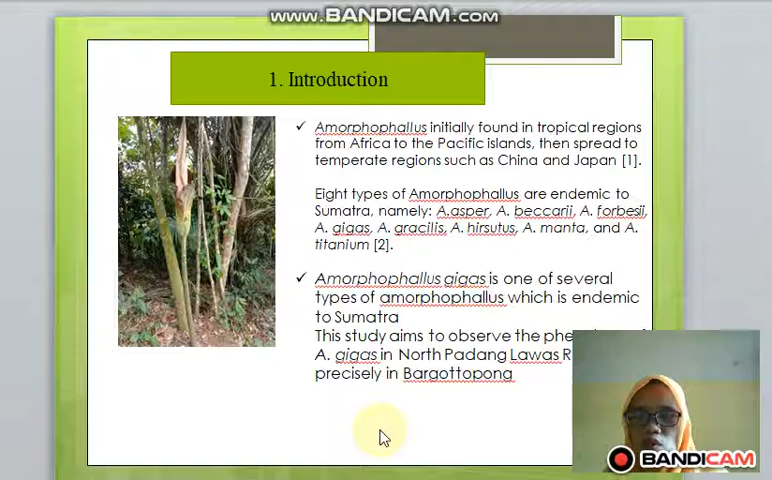 www.BANDICAM.com
1. Introduction
✓ Amorphophallus initially found in tropical regions
from Africa to the Pacific islands, then spread to
temperate regions such as China and Japan [1].
Eight types of Amorphophallus are endemic to
Sumatra, namely: A.asper, A. beccarii, A. forbesii,
A. gigas, A. gracilis, A. hirsutus, A. manta, and A.
titanium [2].
✓ Amorphophallus gigas is one of several
types of amorphophallus which is endemic
to Sumatra
This study aims to observe the
A. gigas in North Padang Lawas
precisely in Bargottopong
BANDICAM